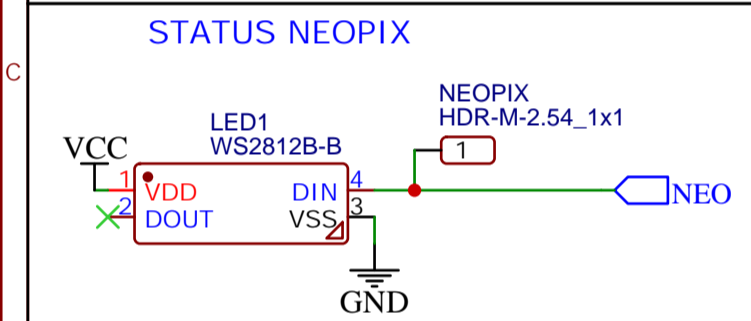 STATUS NEOPIX
C
NEOPIX
HDR-M-2.54_1x1
LED1
WS2812B-B
VCC
1
1 VDD
DIN 4
2 DOUT
VSS 3
NEO
GND